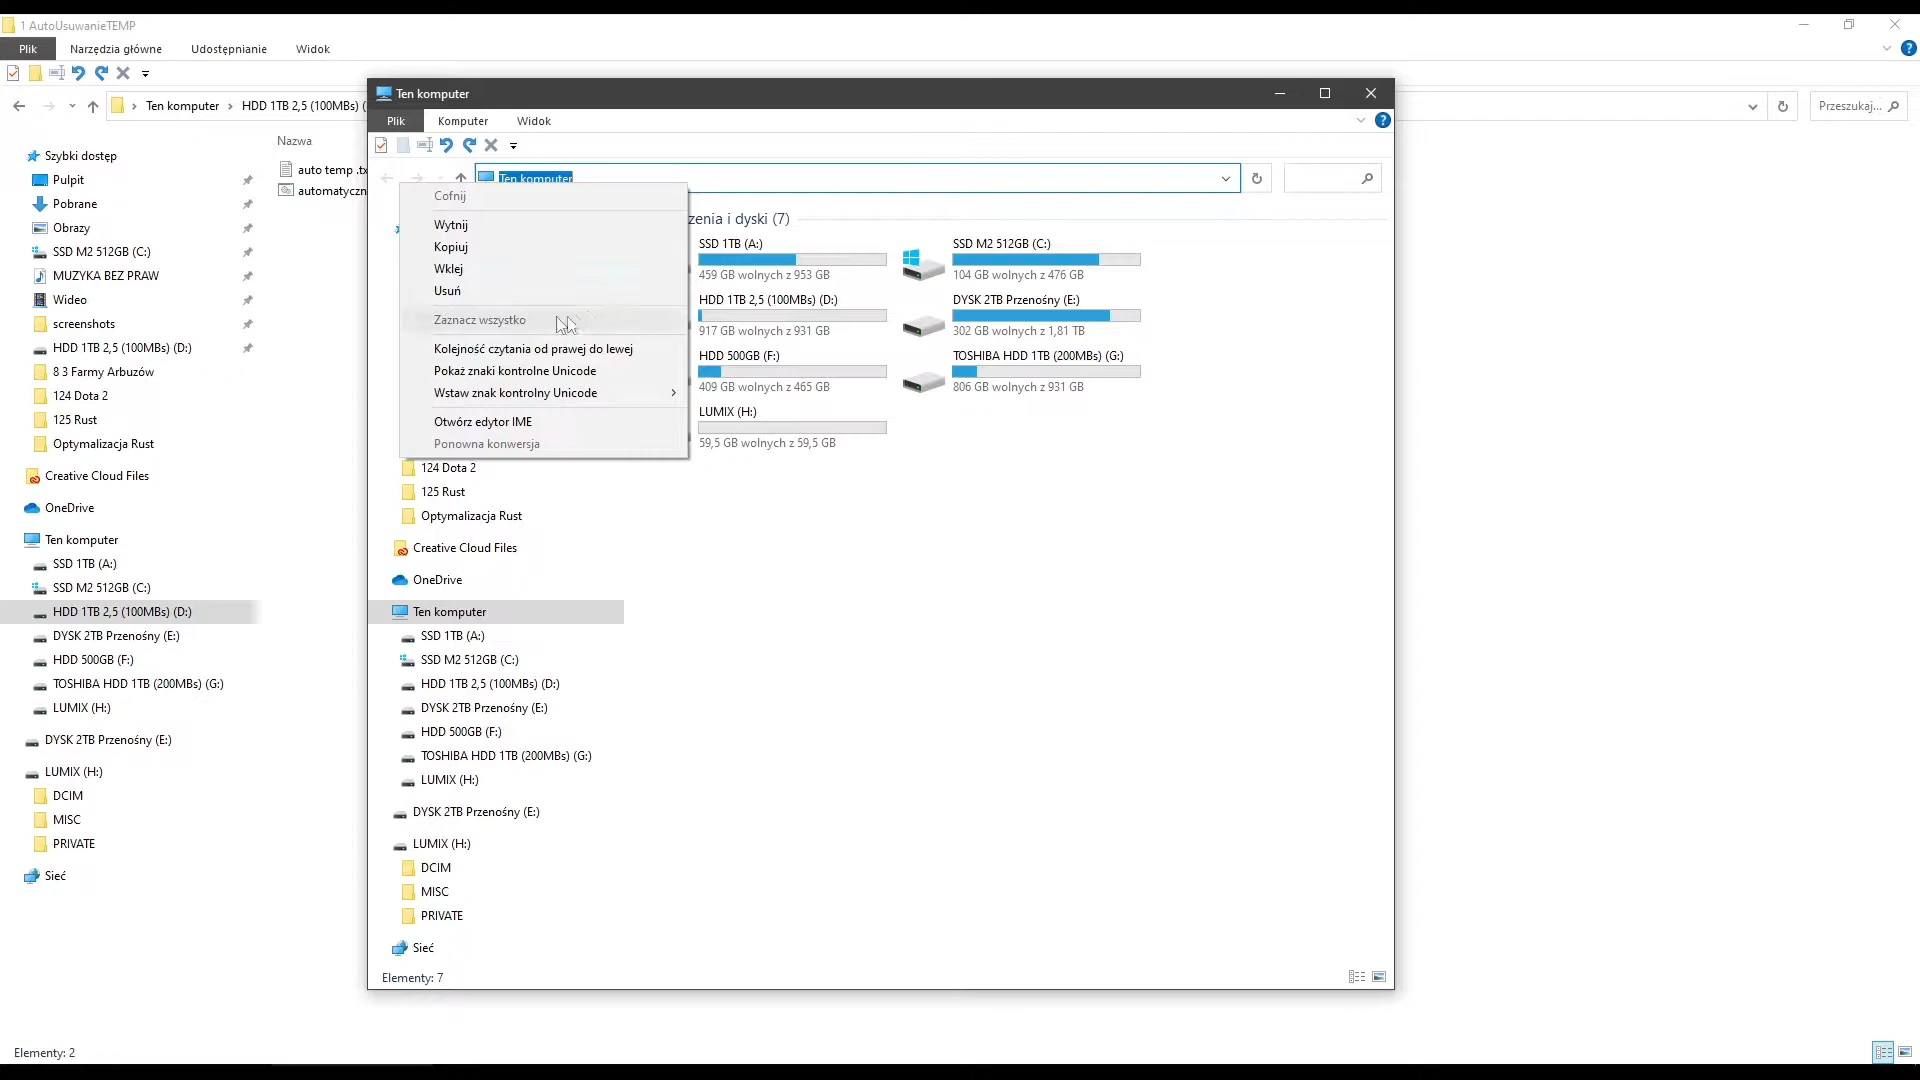 1 AutoUsuwanieTEMP
Plik Narzędzia główne Udostępnianie Widok
Ten komputer > HDD 1TB 2,5 (100MBs) (
Przeszukaj...
Szybki dostęp
Pulpit
Pobrane
Obrazy
SSD M2 512GB (C:)
MUZYKA BEZ PRAW
Wideo
screenshots
HDD 1TB 2,5 (100MBs) (D:)
8 3 Farmy Arbuzów
124 Dota 2
125 Rust
Optymalizacja Rust
Creative Cloud Files
OneDrive
Ten komputer
SSD 1TB (A:)
SSD M2 512GB (C:)
HDD 1TB 2,5 (100MBs) (D:)
DYSK 2TB Przenośny (E:)
HDD 500GB (F:)
TOSHIBA HDD 1TB (200MBs) (G:)
LUMIX (H:)
DYSK 2TB Przenośny (E:)
LUMIX (H:)
DCIM
MISC
PRIVATE
Sieć
Elementy: 2
Nazwa
auto temp .tx
automatyczn
Ten komputer
Plik Komputer Widok
Ten komputer
Cofnij
Wytnij
Kopiuj
Wklej
Usuń
Zaznacz wszystko
Kolejność czytania od prawej do lewej
Pokaż znaki kontrolne Unicode
Wstaw znak kontrolny Unicode
Otwórz edytor IME
Ponowna konwersja
124 Dota 2
125 Rust
Optymalizacja Rust
Creative Cloud Files
OneDrive
Ten komputer
SSD 1TB (A:)
SSD M2 512GB (C:)
HDD 1TB 2,5 (100MBs) (D:)
DYSK 2TB Przenośny (E:)
HDD 500GB (F:)
TOSHIBA HDD 1TB (200MBs) (G:)
LUMIX (H:)
DYSK 2TB Przenośny (E:)
LUMIX (H:)
DCIM
MISC
PRIVATE
Sieć
Elementy: 7
zenia i dyski (7)
SSD 1TB (A:)
459 GB wolnych z 953 GB
SSD M2 512GB (C:)
104 GB wolnych z 476 GB
HDD 1TB 2,5 (100MBs) (D:)
917 GB wolnych z 931 GB
DYSK 2TB Przenośny (E:)
302 GB wolnych z 1,81 TB
HDD 500GB (F:)
409 GB wolnych z 465 GB
TOSHIBA HDD 1TB (200MBs) (G:)
806 GB wolnych z 931 GB
LUMIX (H:)
59,5 GB wolnych z 59,5 GB